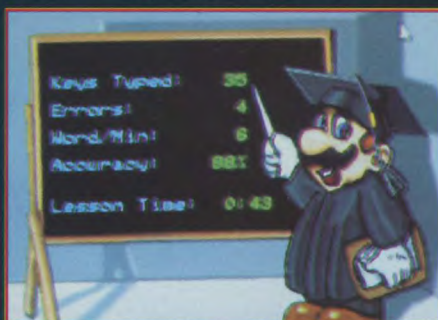 Keys Typed: 35
Errors: 4
Word/Min: 6
Accuracy: 88%
Lesson Time: 0:43